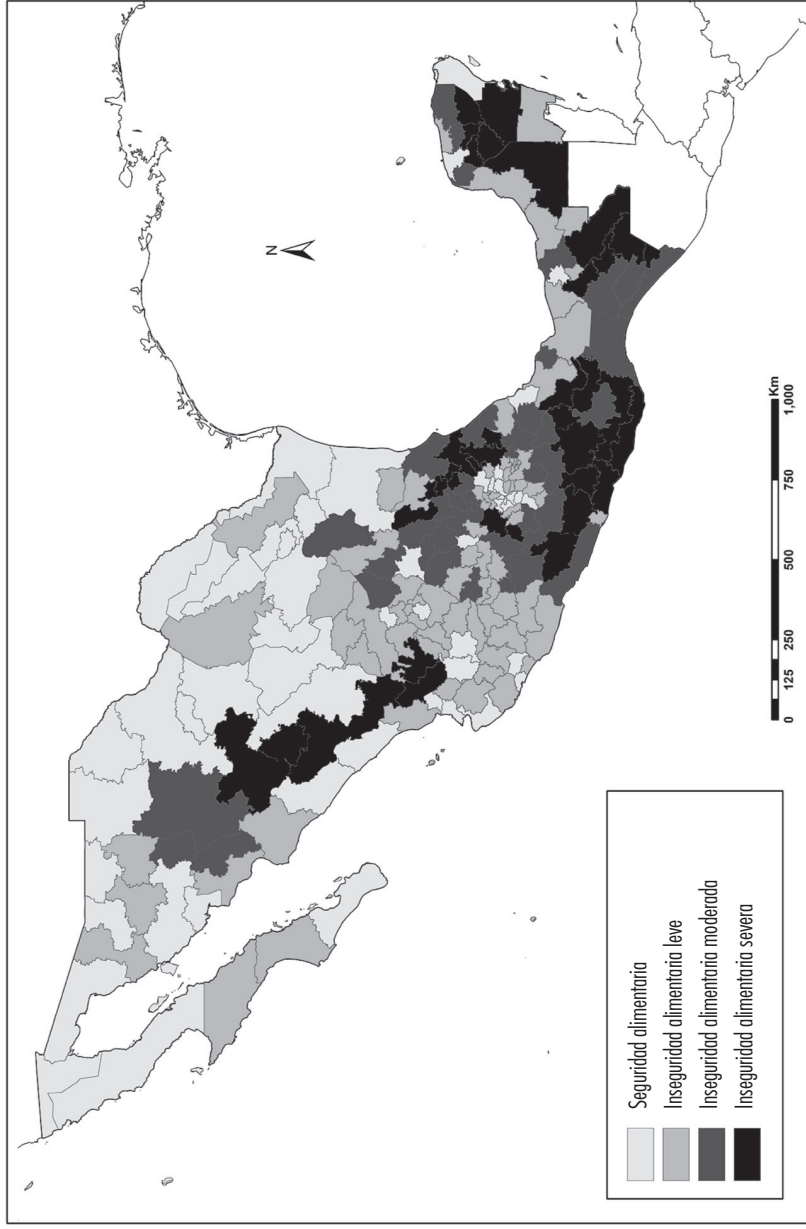 N
0 125 250 500 750 1,000
Km
Seguridad alimentaria
Inseguridad alimentaria leve
Inseguridad alimentaria moderada
Inseguridad alimentaria severa